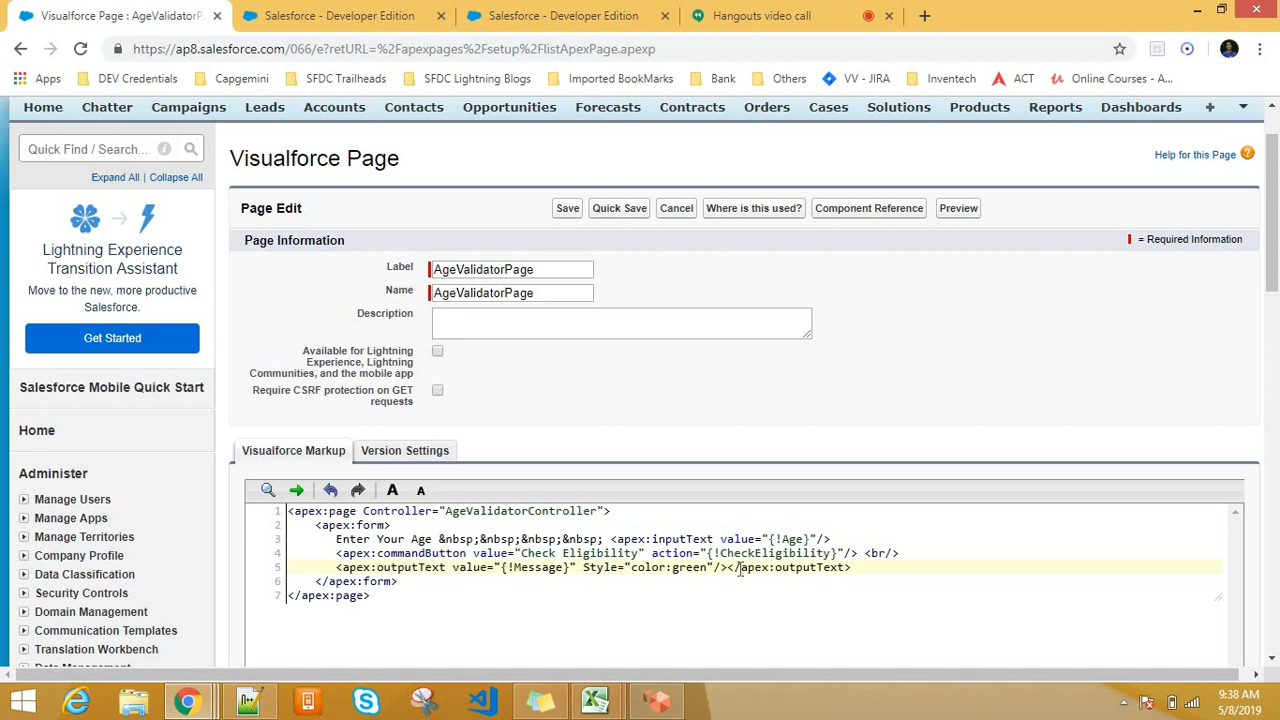 Visualforce Page : AgeValidatorP
Salesforce - Developer Edition
Salesforce - Developer Edition
Hangouts video call
https://ap8.salesforce.com/066/e?retURL=%2Fapexpages%2Fsetup%2FlistApexPage.apexp
Apps
DEV Credentials
Capgemini
SFDC Trailheads
SFDC Lightning Blogs
Imported BookMarks
Bank
Others
VV - JIRA
Inventech
ACT
Online Courses - A...
Home
Chatter
Campaigns
Leads
Accounts
Contacts
Opportunities
Forecasts
Contracts
Orders
Cases
Solutions
Products
Reports
Dashboards
Quick Find / Search...
Expand All | Collapse All
Lightning Experience
Transition Assistant
Move to the new, more productive
Salesforce.
Get Started
Salesforce Mobile Quick Start
Home
Administer
Manage Users
Manage Apps
Manage Territories
Company Profile
Data Classification
Security Controls
Domain Management
Communication Templates
Translation Workbench
Visualforce Page
Help for this Page
Page Edit
Save
Quick Save
Cancel
Where is this used?
Component Reference
Preview
Page Information
= Required Information
Label
AgeValidatorPage
Name
AgeValidatorPage
Description
Available for Lightning
Experience, Lightning
Communities, and the mobile app
Require CSRF protection on GET
requests
Visualforce Markup
Version Settings
A A
1 <apex:page Controller="AgeValidatorController">
2 <apex:form>
3 Enter Your Age &nbsp;&nbsp;&nbsp;&nbsp; <apex:inputText value="{!Age}"/>
4 <apex:commandButton value="Check Eligibility" action="{!CheckEligibility}"/> <br/>
5 <apex:outputText value="{!Message}" Style="color:green"/></apex:outputText>
6 </apex:form>
7 </apex:page>
9:38 AM
5/8/2019